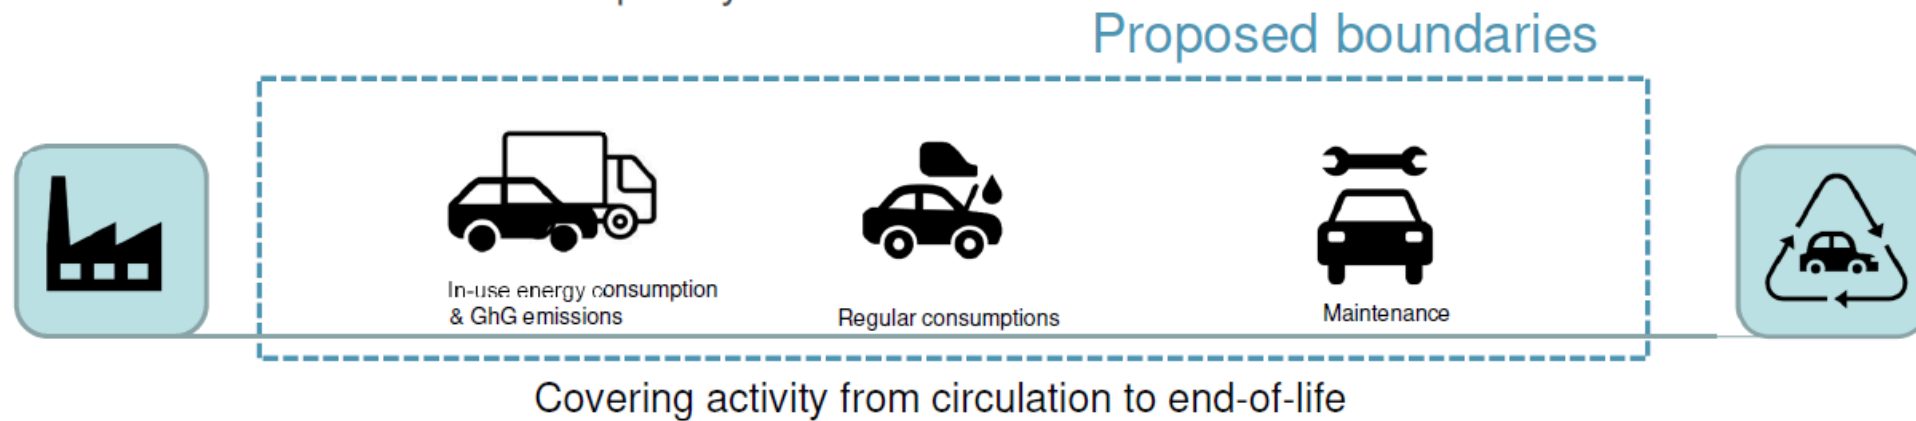 Proposed boundaries
In-use energy consumption
& GhG emissions
Regular consumptions
Maintenance
Covering activity from circulation to end-of-life